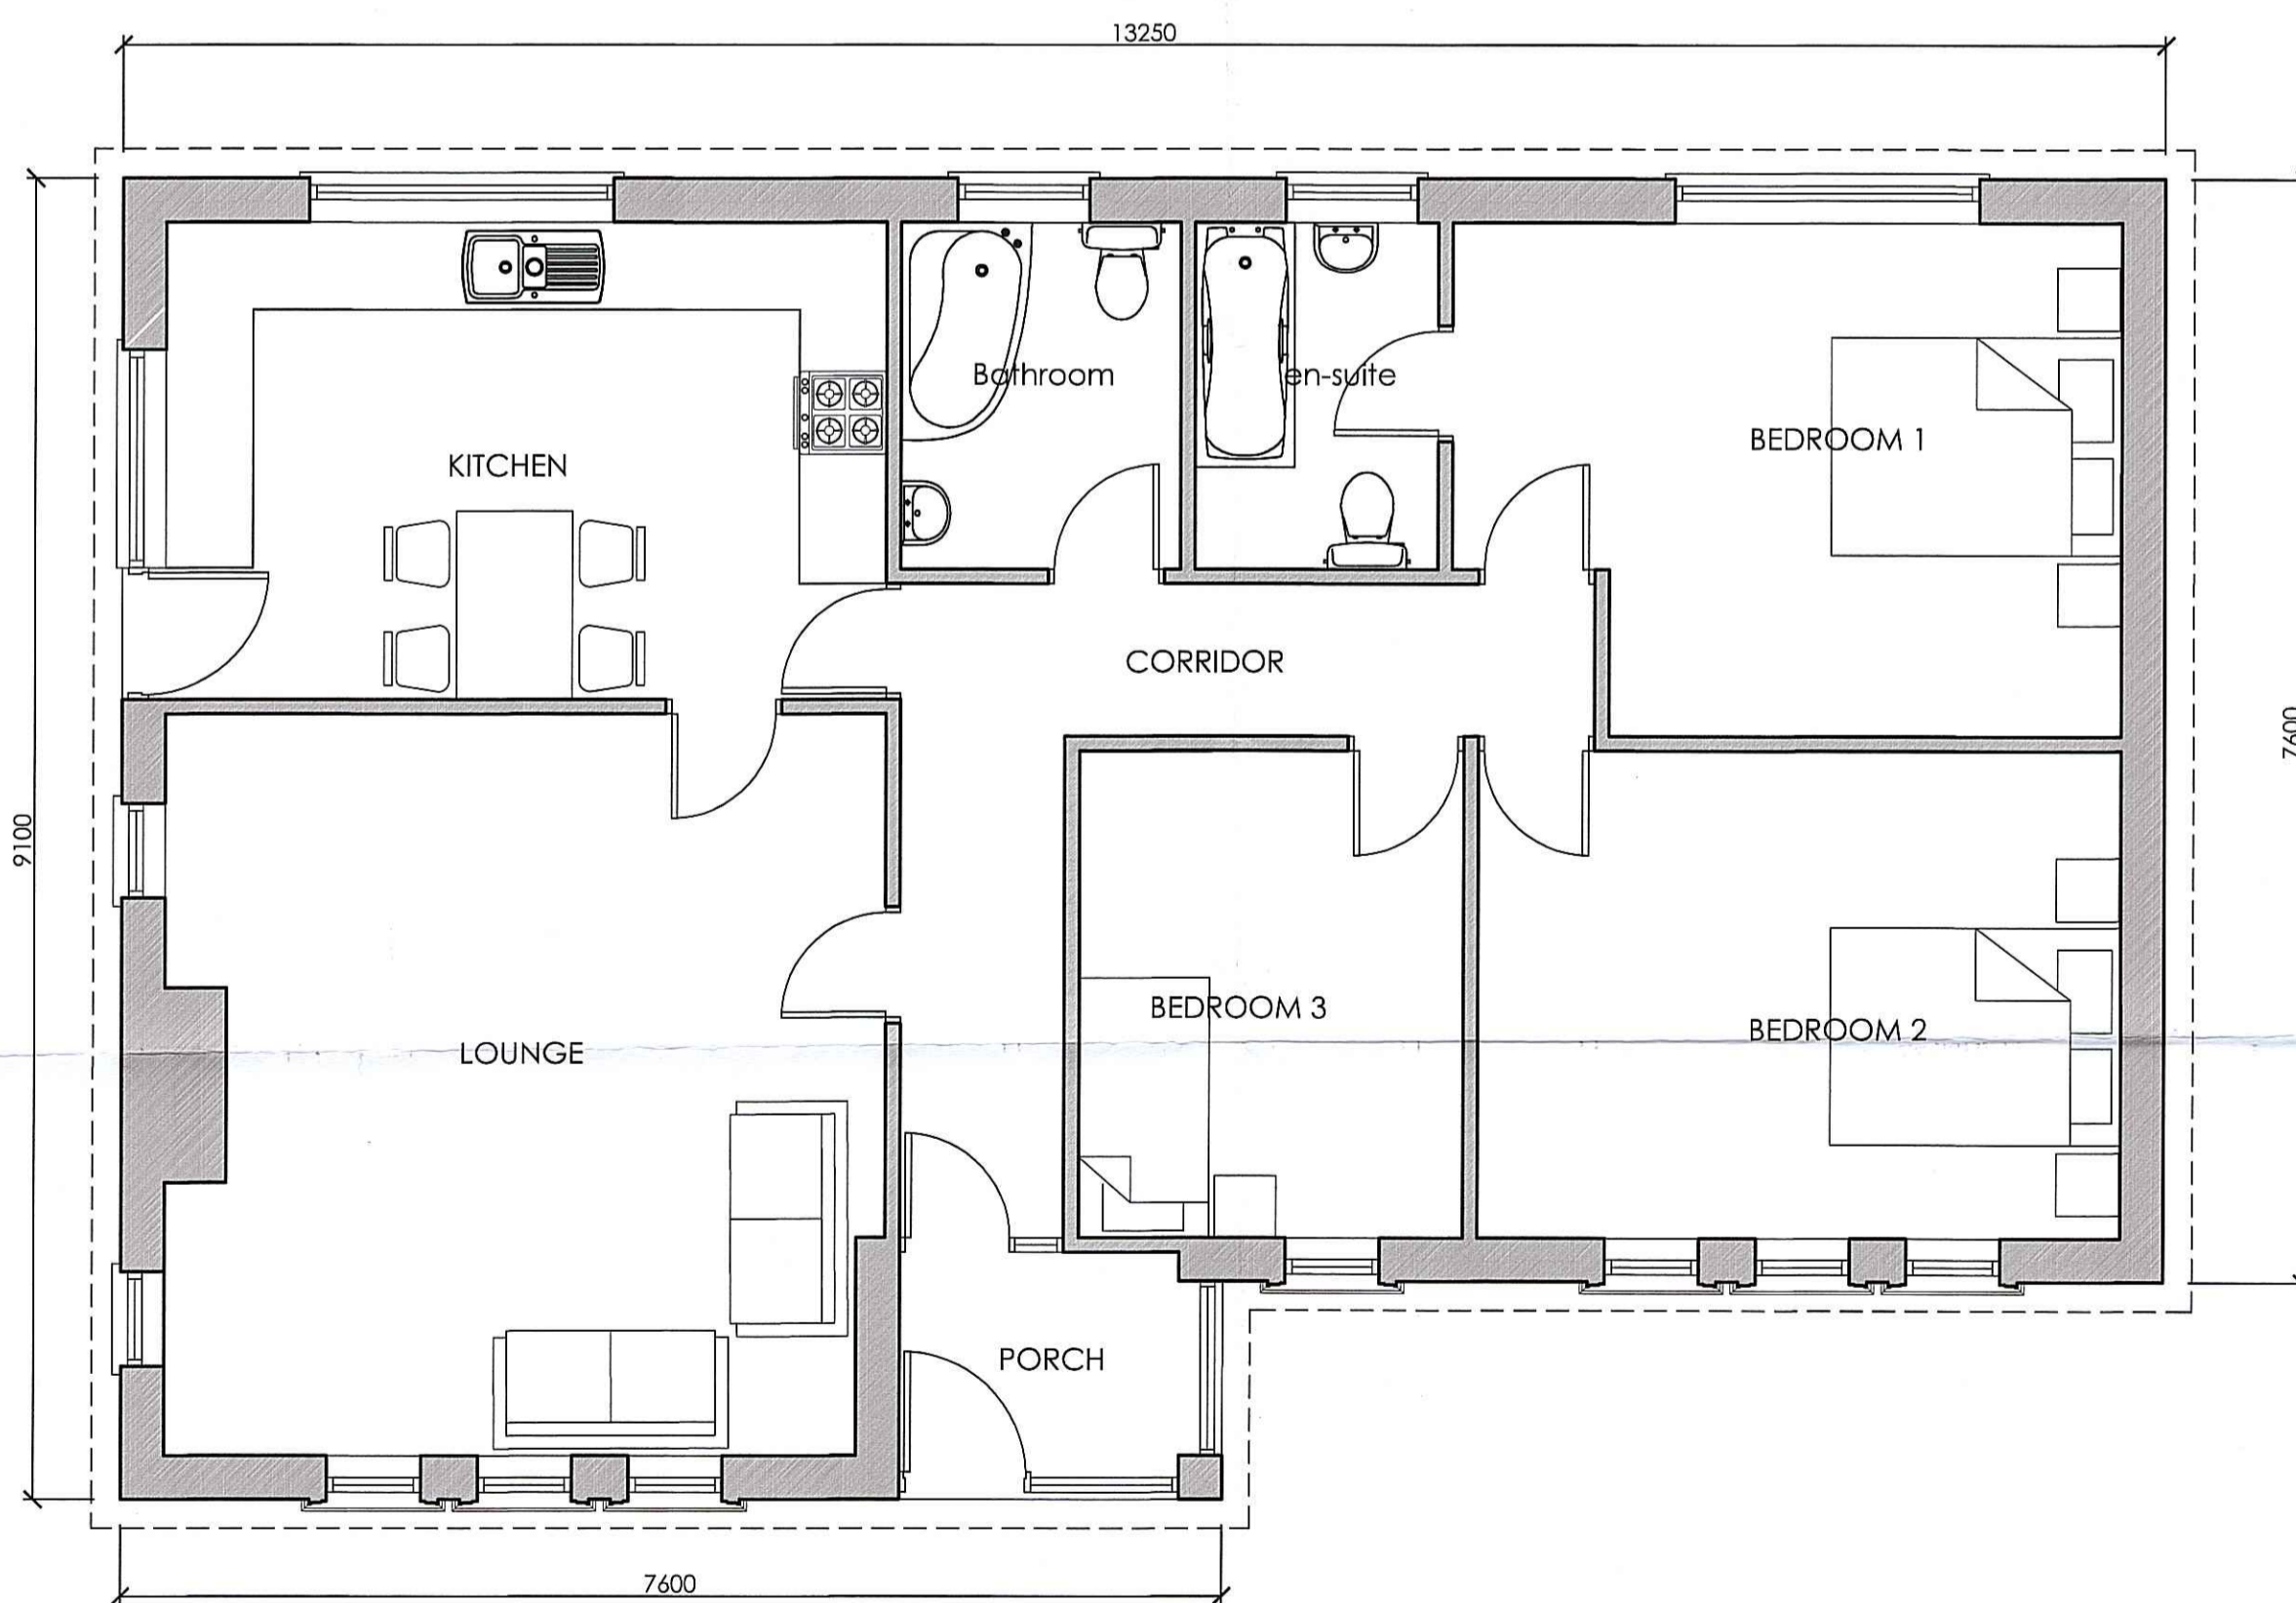 13250
Bathroom
en-suite
BEDROOM 1
KITCHEN
CORRIDOR
7600
9100
BEDROOM 3
BEDROOM 2
LOUNGE
PORCH
7600